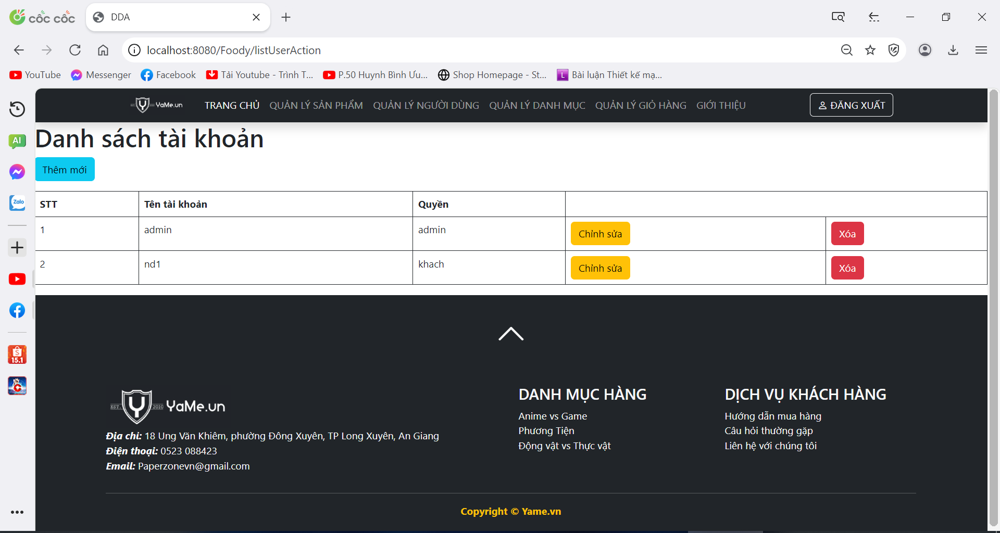 cốc cốc
DDA
localhost:8080/Foody/listUserAction
YouTube
Messenger
Facebook
Tải Youtube - Trình T...
P.50 Huynh Bình Ưu...
Shop Homepage - St...
L
Bài luận Thiết kế mạ...
YaMe.un
TRANG CHỦ
QUẢN LÝ SẢN PHẨM
QUẢN LÝ NGƯỜI DÙNG
QUẢN LÝ DANH MỤC
QUẢN LÝ GIỎ HÀNG
GIỚI THIỆU
ĐĂNG XUẤT
AI
Zalo
S
15.1
Danh sách tài khoản
Thêm mới
STT Tên tài khoản Quyền
1 admin admin Chỉnh sửa Xóa
2 nd1 khach Chỉnh sửa Xóa
EST. Y 2010 YaMe.un
Địa chỉ: 18 Ung Văn Khiêm, phường Đông Xuyên, TP Long Xuyên, An Giang
Điện thoại: 0523 088423
Email: Paperzonevn@gmail.com
DANH MỤC HÀNG
Anime vs Game
Phương Tiện
Động vật vs Thực vật
DỊCH VỤ KHÁCH HÀNG
Hướng dẫn mua hàng
Câu hỏi thường gặp
Liên hệ với chúng tôi
Copyright © Yame.vn